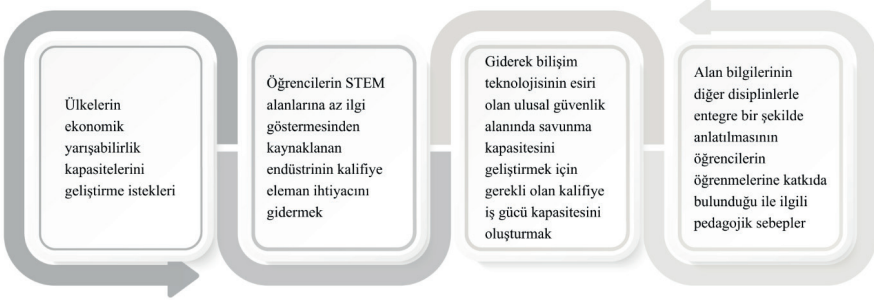 Ülkelerin
ekonomik
yarışabilirlik
kapasitelerini
geliştirme istekleri
Öğrencilerin STEM
alanlarına az ilgi
göstermesinden
kaynaklanan
endüstrinin kalifiye
eleman ihtiyacını
gidermek
Giderek bilişim
teknolojisinin esiri
olan ulusal güvenlik
alanında savunma
kapasitesini
geliştirmek için
gerekli olan kalifiye
iş gücü kapasitesini
oluşturmak
Alan bilgilerinin
diğer disiplinlerle
entegre bir şekilde
anlatılmasının
öğrencilerin
öğrenmelerine katkıda
bulunduğu ile ilgili
pedagojik sebepler